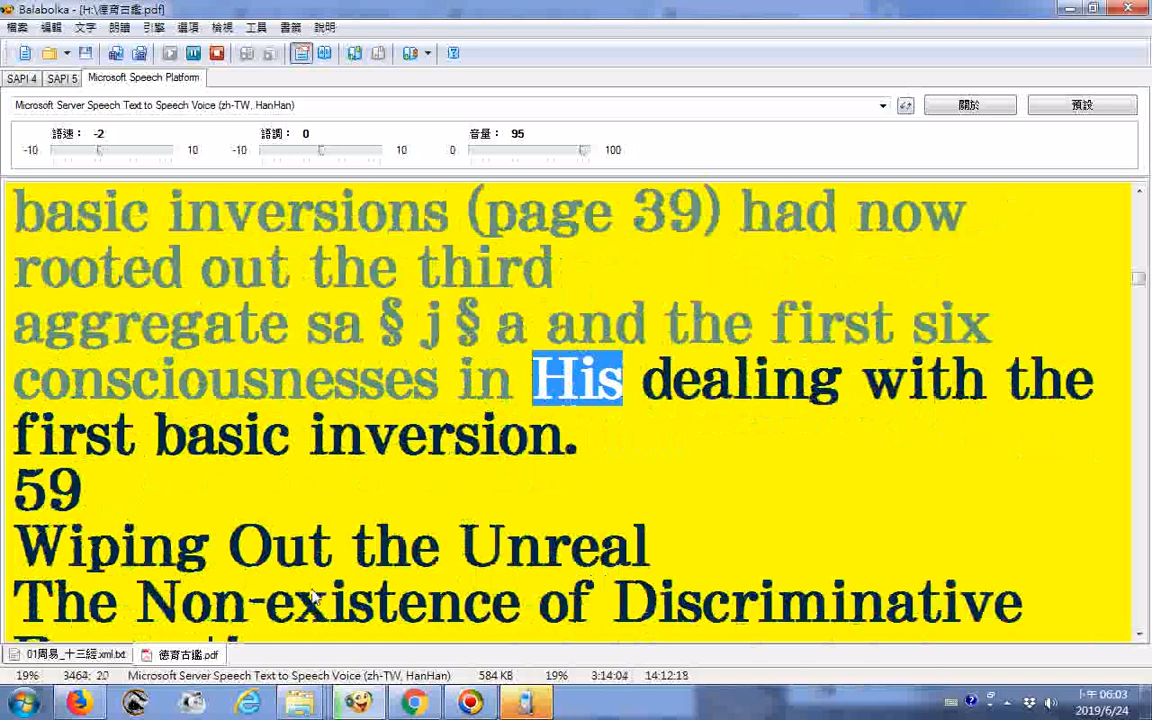 Balabolka - [H:\德育古鑑.pdf]
檔案 編輯 文字 朗讀 引擎 選項 檢視 工具 書籤 說明
SAPI 4 SAPI 5 Microsoft Speech Platform
Microsoft Server Speech Text to Speech Voice (zh-TW, HanHan) 關於 預設
語速： -2 語調： 0 音量： 95
-10 10 -10 10 0 100
basic inversions (page 39) had now
rooted out the third
aggregate sa § j § a and the first six
consciousnesses in His dealing with the
first basic inversion.
59
Wiping Out the Unreal
The Non-existence of Discriminative
01周易_十三經.xml.txt 德育古鑑.pdf
19% 3464: 20 Microsoft Server Speech Text to Speech Voice (zh-TW, HanHan) 584 KB 19% 3:14:04 14:12:18
下午 06:03
2019/6/24